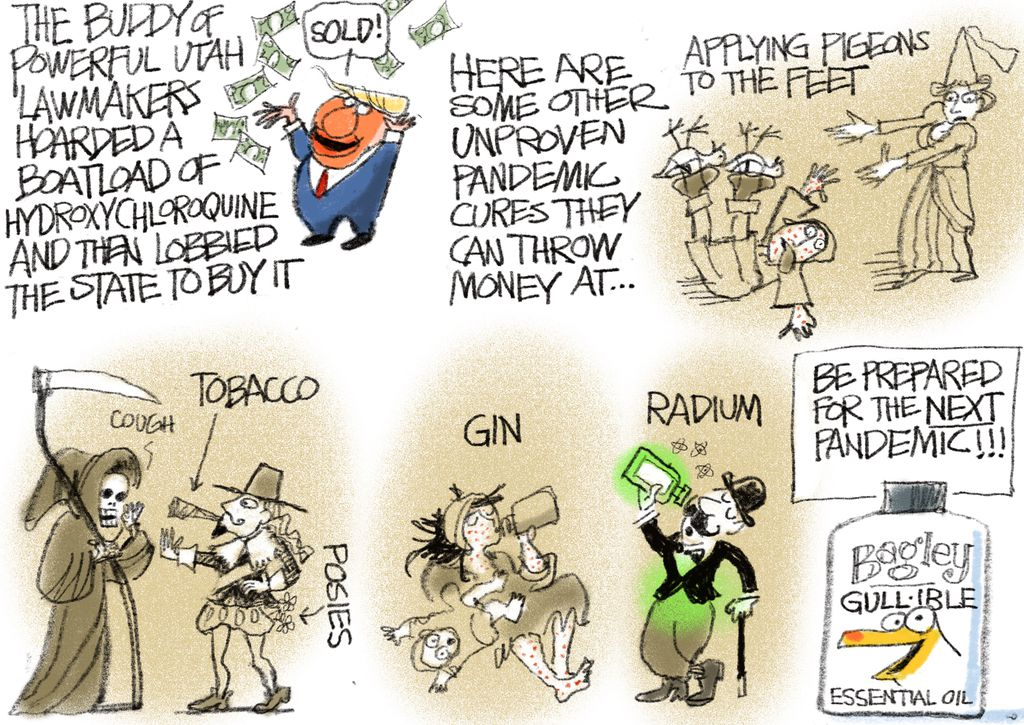 THE BUDDY OF
POWERFUL UTAH
LAWMAKERS
HOARDED A
BOATLOAD OF
HYDROXYCHLOROQUINE
AND THEN LOBBIED
THE STATE TO BUY IT
SOLD!
HERE ARE
SOME OTHER
UNPROVEN
PANDEMIC
CURES THEY
CAN THROW
MONEY AT...
APPLYING PIGEONS
TO THE FEET
COUGH
TOBACCO
POSIES
GIN
RADIUM
BE PREPARED
FOR THE NEXT
PANDEMIC!!!
Bagley
GULL·IBLE
ESSENTIAL OIL